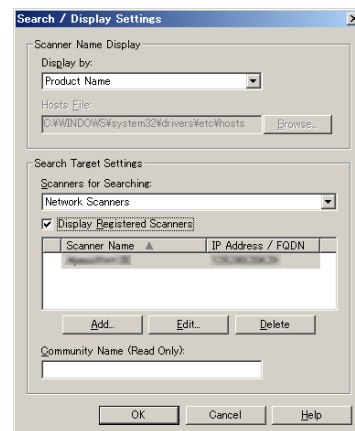 Search / Display Settings
Scanner Name Display
Display by:
Product Name
Hosts File:
C:¥WINDOWS¥system32¥drivers¥etc¥hosts
Browse...
Search Target Settings
Scanners for Searching:
Network Scanners
Display Registered Scanners
Scanner Name IP Address / FQDN
Add... Edit... Delete
Community Name (Read Only):
OK Cancel Help